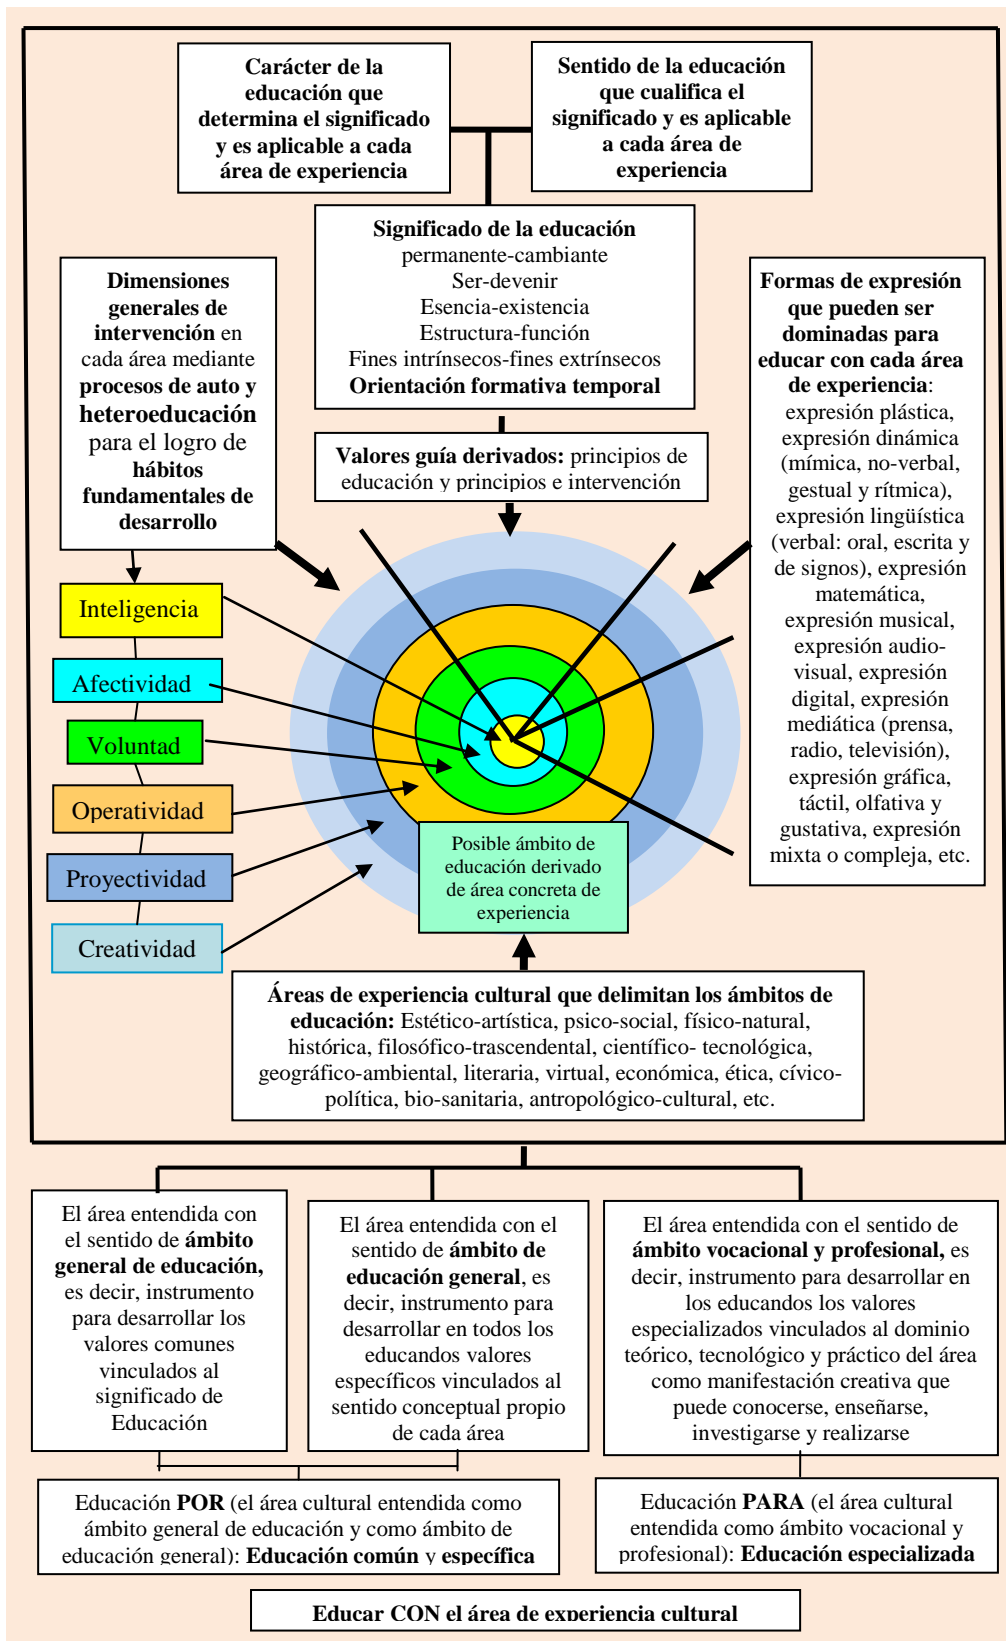 Carácter de la
educación que
determina el significado
y es aplicable a cada
área de experiencia
Sentido de la educación
que cualifica el
significado y es aplicable
a cada área de
experiencia
Significado de la educación
permanente-cambiante
Ser-devenir
Esencia-existencia
Estructura-función
Fines intrínsecos-fines extrínsecos
Orientación formativa temporal
Dimensiones
generales de
intervención en
cada área mediante
procesos de auto y
heteroeducación
para el logro de
hábitos
fundamentales de
desarrollo
Formas de expresión
que pueden ser
dominadas para
educar con cada área
de experiencia:
expresión plástica,
expresión dinámica
(mímica, no-verbal,
gestual y rítmica),
expresión lingüística
(verbal: oral, escrita y
de signos), expresión
matemática,
expresión musical,
expresión audio-
visual, expresión
digital, expresión
mediática (prensa,
radio, televisión),
expresión gráfica,
táctil, olfativa y
gustativa, expresión
mixta o compleja, etc.
Valores guía derivados: principios de
educación y principios e intervención
Inteligencia
Afectividad
Voluntad
Operatividad
Proyectividad
Creatividad
Posible ámbito de
educación derivado
de área concreta de
experiencia
Áreas de experiencia cultural que delimitan los ámbitos de
educación: Estético-artística, psico-social, físico-natural,
histórica, filosófico-trascendental, científico- tecnológica,
geográfico-ambiental, literaria, virtual, económica, ética, cívico-
política, bio-sanitaria, antropológico-cultural, etc.
El área entendida con
el sentido de ámbito
general de educación,
es decir, instrumento
para desarrollar los
valores comunes
vinculados al
significado de
Educación
El área entendida con el
sentido de ámbito de
educación general, es
decir, instrumento para
desarrollar en todos los
educandos valores
específicos vinculados al
sentido conceptual propio
de cada área
El área entendida con el sentido de
ámbito vocacional y profesional, es
decir, instrumento para desarrollar en
los educandos los valores
especializados vinculados al dominio
teórico, tecnológico y práctico del área
como manifestación creativa que
puede conocerse, enseñarse,
investigarse y realizarse
Educación POR (el área cultural entendida como
ámbito general de educación y como ámbito de
educación general): Educación común y específica
Educación PARA (el área cultural
entendida como ámbito vocacional y
profesional): Educación especializada
Educar CON el área de experiencia cultural